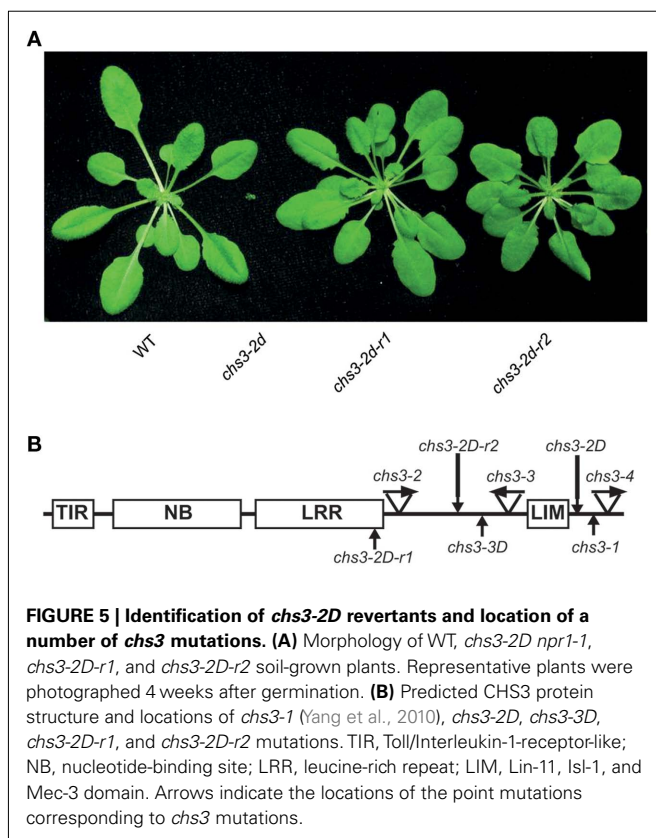 A
WT
chs3-2d
chs3-2d-r1
chs3-2d-r2
B
chs3-2D-r2
chs3-2D
chs3-2
chs3-3
chs3-4
TIR
NB
LRR
LIM
chs3-2D-r1
chs3-3D
chs3-1
FIGURE 5 | Identification of chs3-2D revertants and location of a
number of chs3 mutations. (A) Morphology of WT, chs3-2D npr1-1,
chs3-2D-r1, and chs3-2D-r2 soil-grown plants. Representative plants were
photographed 4 weeks after germination. (B) Predicted CHS3 protein
structure and locations of chs3-1 (Yang et al., 2010), chs3-2D, chs3-3D,
chs3-2D-r1, and chs3-2D-r2 mutations. TIR, Toll/Interleukin-1-receptor-like;
NB, nucleotide-binding site; LRR, leucine-rich repeat; LIM, Lin-11, Isl-1, and
Mec-3 domain. Arrows indicate the locations of the point mutations
corresponding to chs3 mutations.